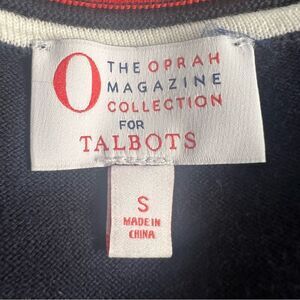 O THE OPRAH
MAGAZINE
COLLECTION
FOR
TALBOTS
S
MADE IN
CHINA